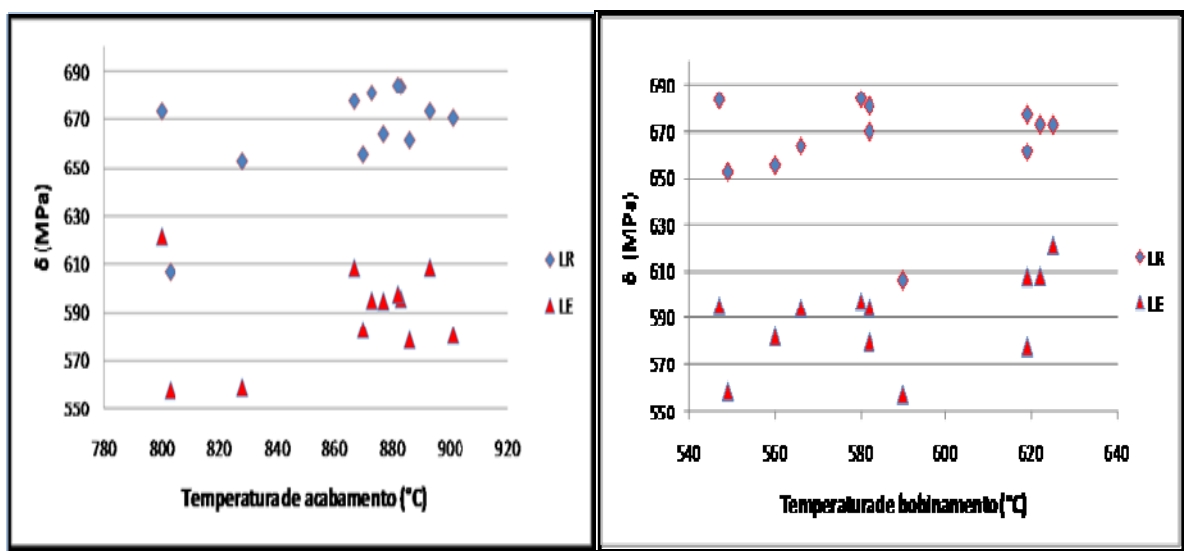 690
670
650
630
610
590
570
550
δ (MPa)
780 800 820 840 860 880 900 920
Temperatura de acabamento (°C)
LR
LE
690
670
650
630
610
590
570
550
δ (MPa)
540 560 580 600 620 640
Temperatura de bobinamento (°C)
LR
LE